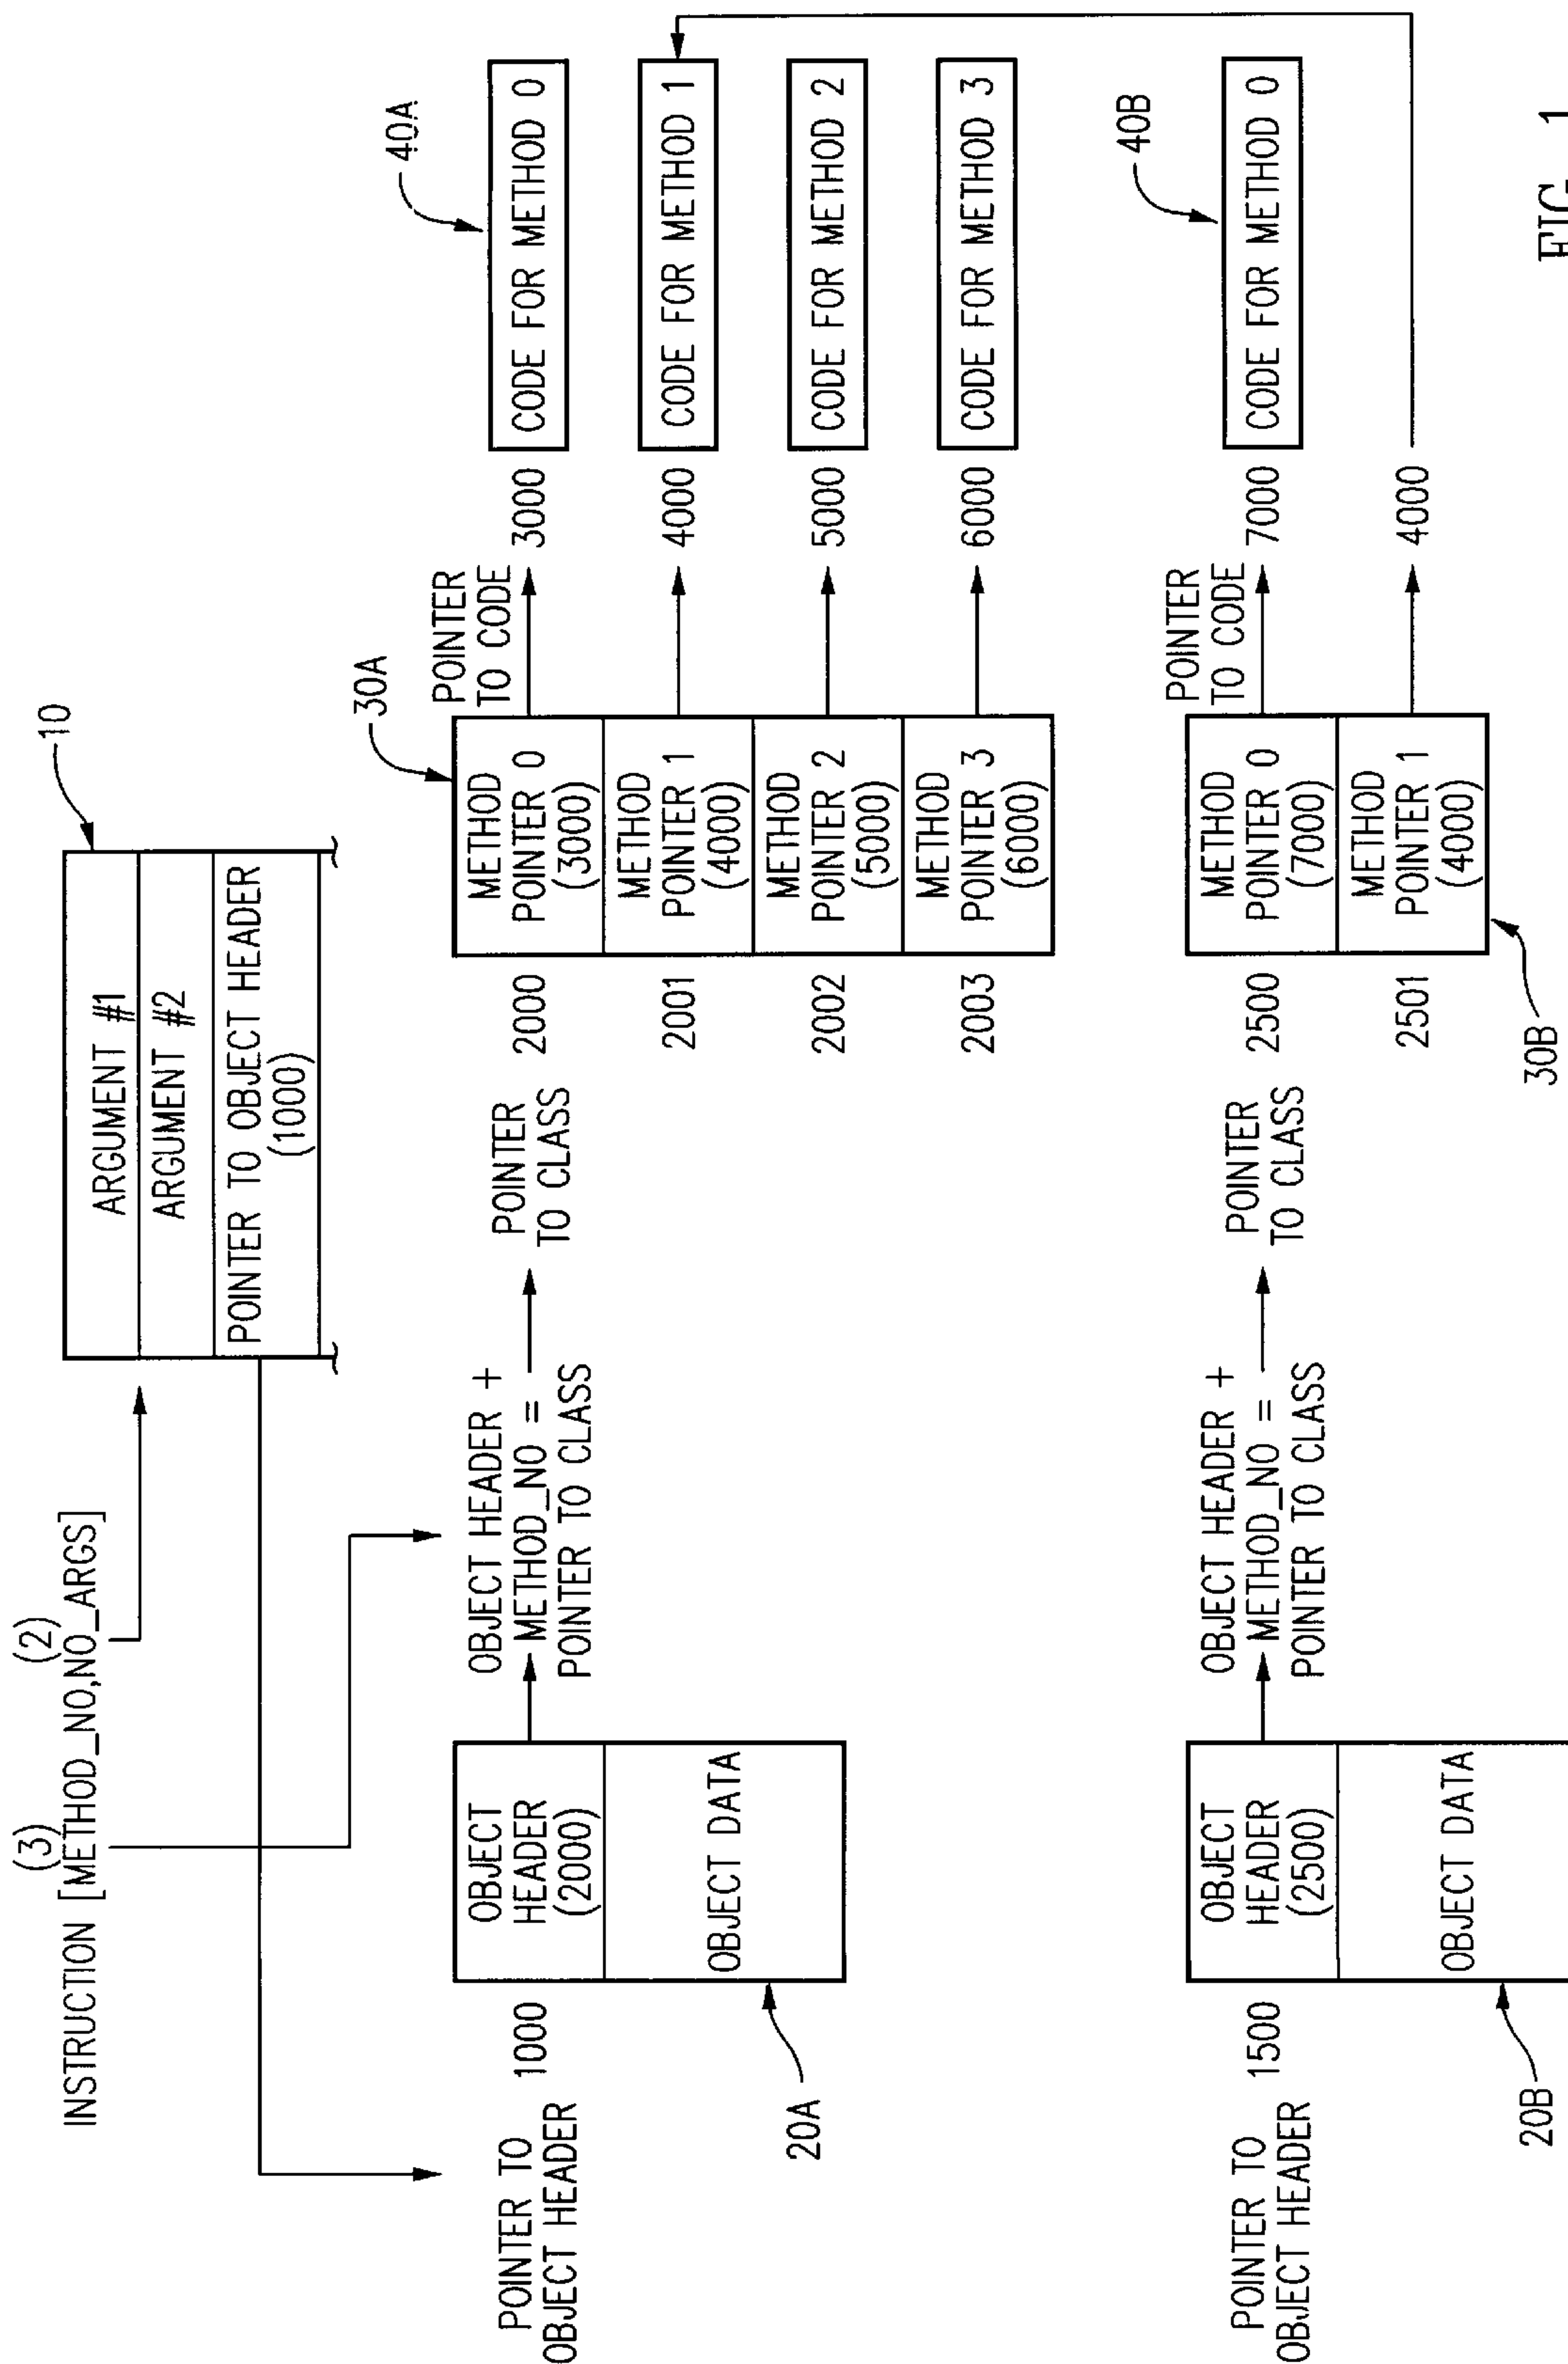 (3) (2)
INSTRUCTION [METHOD_NO,NO_ARGS]
10
ARGUMENT #1
ARGUMENT #2
POINTER TO OBJECT HEADER
(1000)
POINTER TO
OBJECT HEADER
1000
OBJECT
HEADER
(2000)
OBJECT DATA
20A
OBJECT HEADER +
METHOD_NO =
POINTER TO CLASS
POINTER
TO CLASS
30A
2000
METHOD
POINTER 0
(3000)
2001
METHOD
POINTER 1
(4000)
2002
METHOD
POINTER 2
(5000)
2003
METHOD
POINTER 3
(6000)
POINTER
TO CODE
40A
3000
CODE FOR METHOD 0
4000
CODE FOR METHOD 1
5000
CODE FOR METHOD 2
6000
CODE FOR METHOD 3
POINTER TO
OBJECT HEADER
1500
OBJECT
HEADER
(2500)
OBJECT DATA
20B
OBJECT HEADER +
METHOD_NO =
POINTER TO CLASS
POINTER
TO CLASS
2500
METHOD
POINTER 0
(7000)
2501
METHOD
POINTER 1
(4000)
30B
POINTER
TO CODE
40B
7000
CODE FOR METHOD 0
4000
FIG. 1